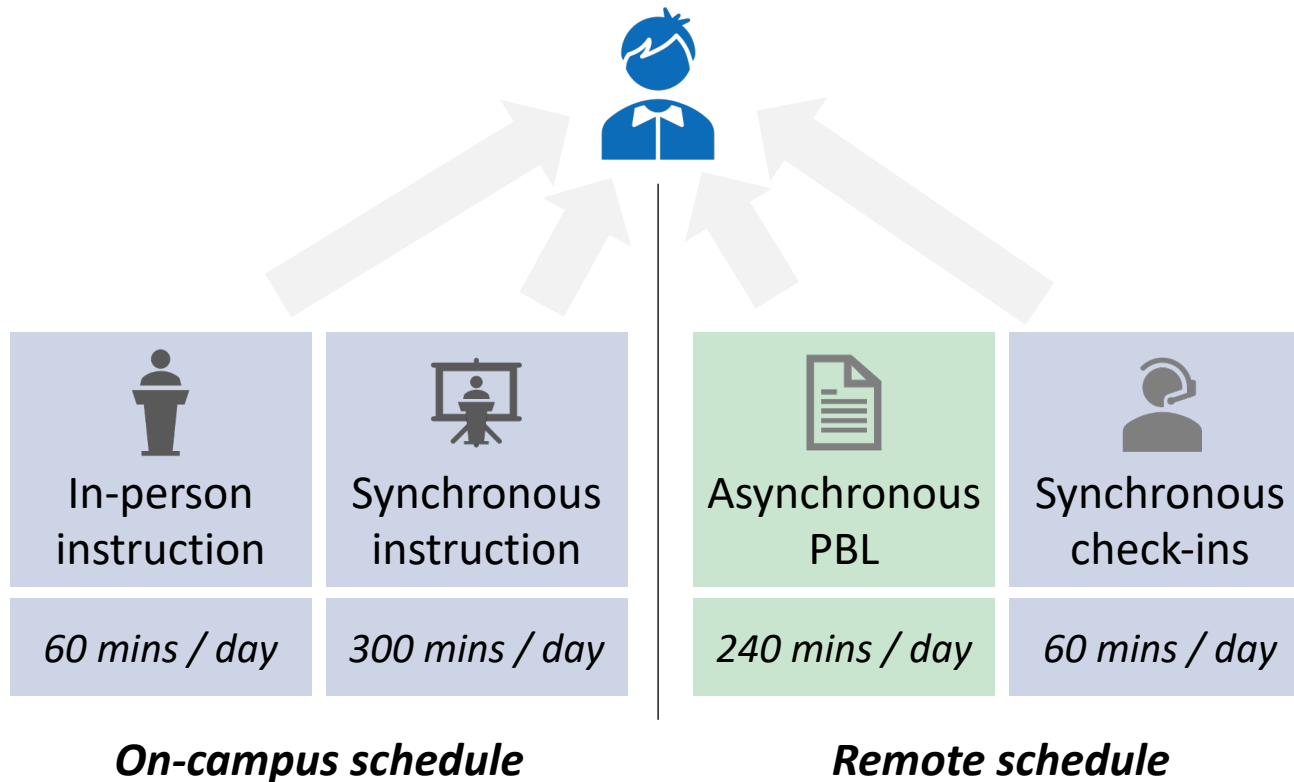 In-person
instruction
Synchronous
instruction
Asynchronous
PBL
Synchronous
check-ins
60 mins / day
300 mins / day
240 mins / day
60 mins / day
On-campus schedule
Remote schedule